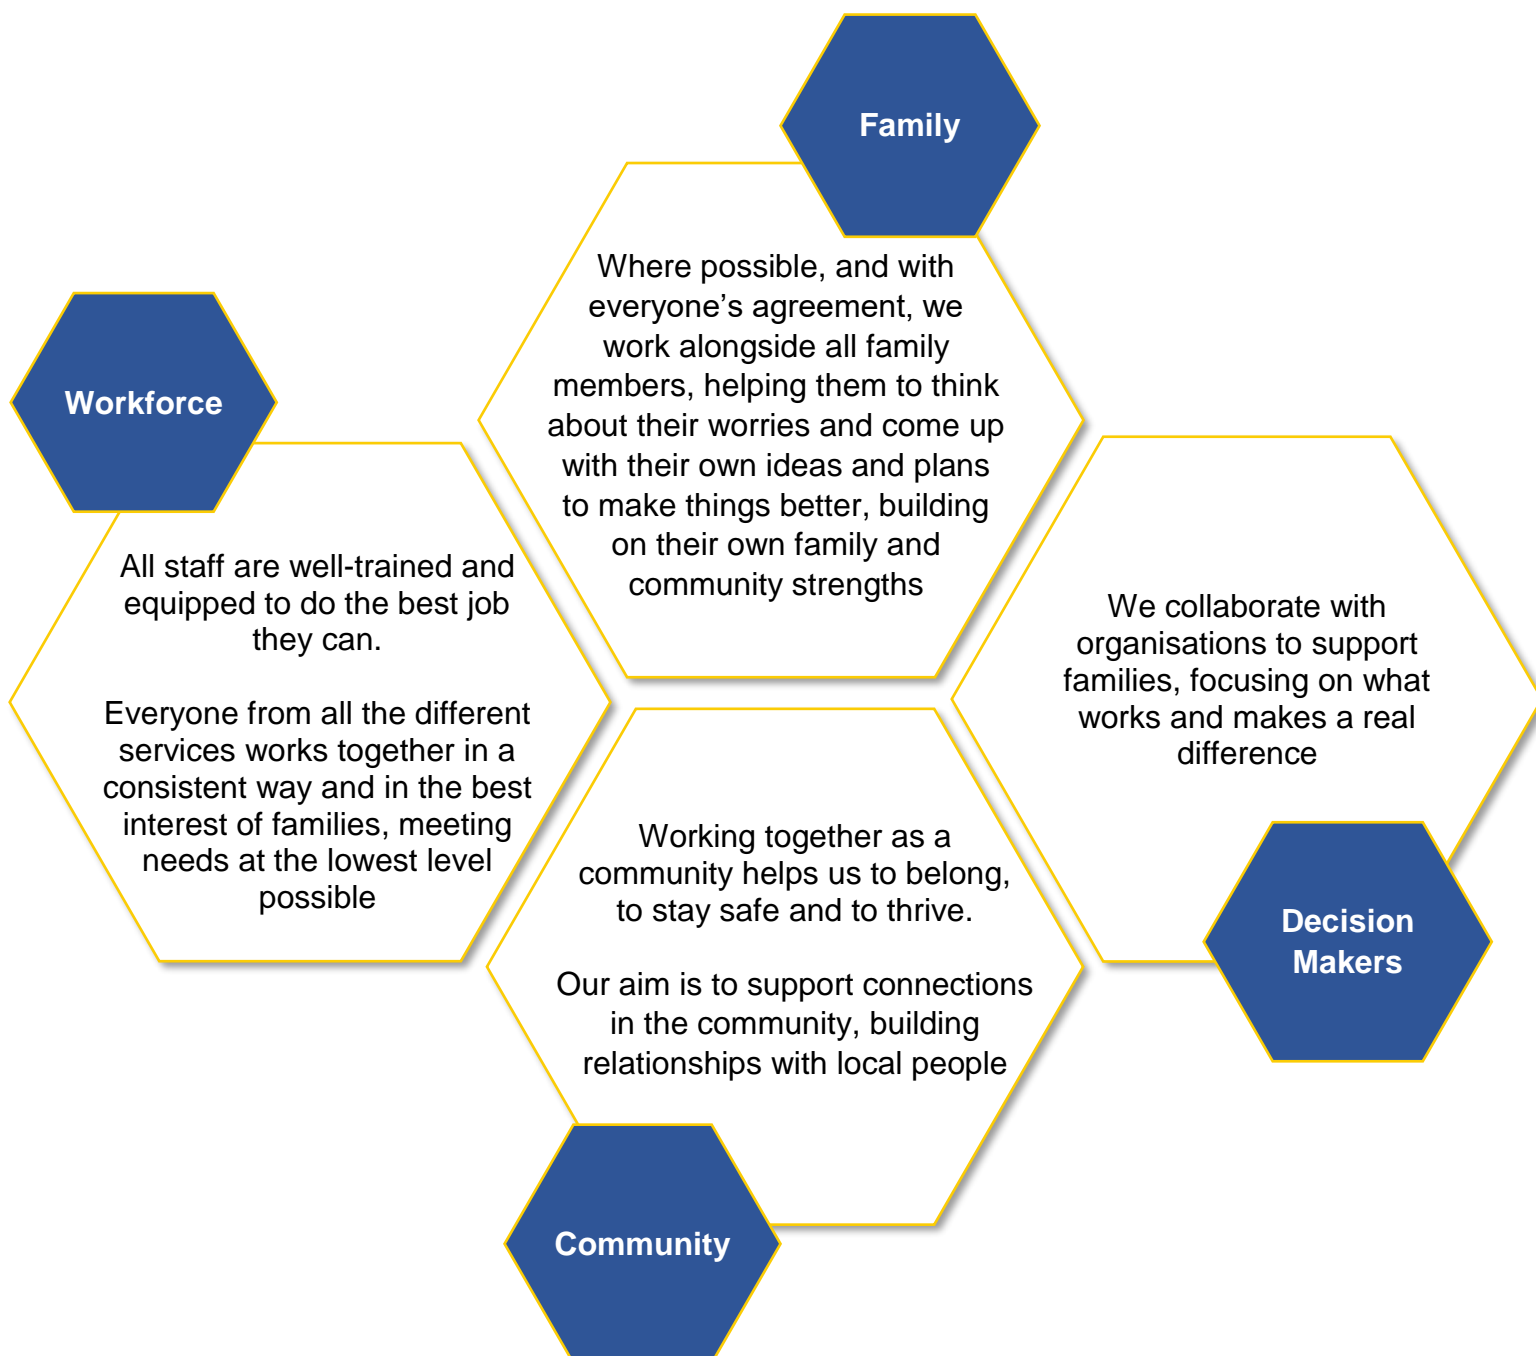 Family
Where possible, and with
everyone’s agreement, we
work alongside all family
members, helping them to think
about their worries and come up
with their own ideas and plans
to make things better, building
on their own family and
community strengths
Workforce
All staff are well-trained and
equipped to do the best job
they can.
Everyone from all the different
services works together in a
consistent way and in the best
interest of families, meeting
needs at the lowest level
possible
We collaborate with
organisations to support
families, focusing on what
works and makes a real
difference
Decision
Makers
Working together as a
community helps us to belong,
to stay safe and to thrive.
Our aim is to support connections
in the community, building
relationships with local people
Community